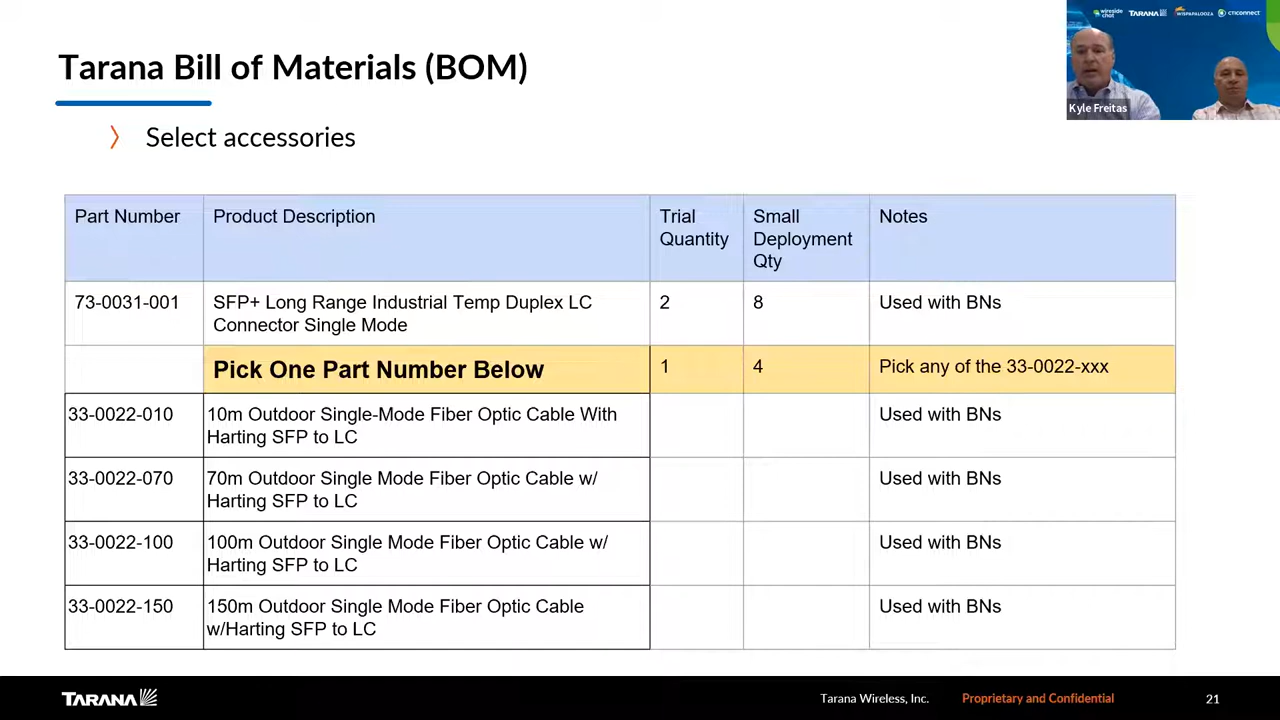 wireside chat TARANA WISPAPALOOZA CTIconnect
Tarana Bill of Materials (BOM)
Kyle Freitas
Select accessories
Part Number Product Description Trial Quantity Small Deployment Qty Notes
73-0031-001 SFP+ Long Range Industrial Temp Duplex LC Connector Single Mode 2 8 Used with BNs
Pick One Part Number Below 1 4 Pick any of the 33-0022-xxx
33-0022-010 10m Outdoor Single-Mode Fiber Optic Cable With Harting SFP to LC Used with BNs
33-0022-070 70m Outdoor Single Mode Fiber Optic Cable w/ Harting SFP to LC Used with BNs
33-0022-100 100m Outdoor Single Mode Fiber Optic Cable w/ Harting SFP to LC Used with BNs
33-0022-150 150m Outdoor Single Mode Fiber Optic Cable w/Harting SFP to LC Used with BNs
TARANA Tarana Wireless, Inc. Proprietary and Confidential 21